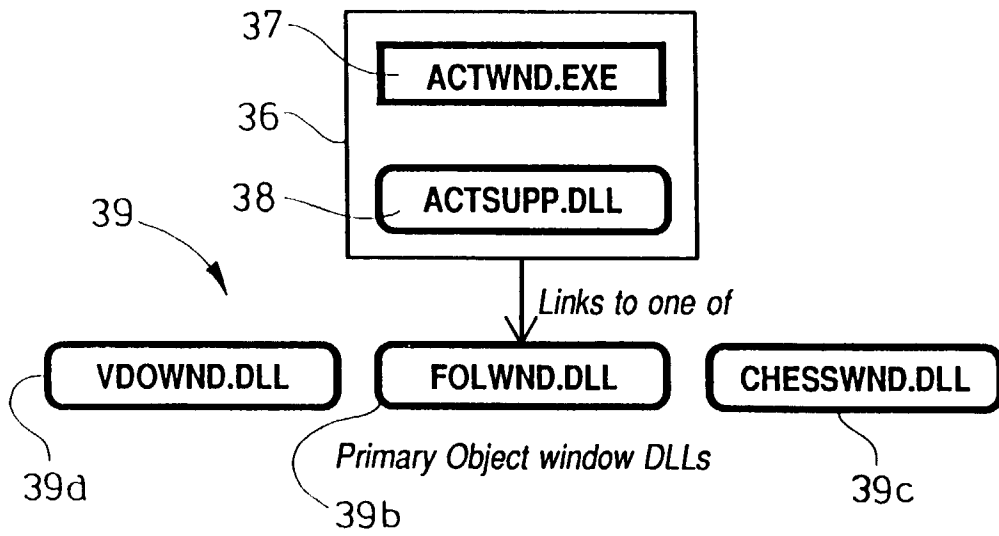 37
ACTWND.EXE
36
38
ACTSUPP.DLL
39
Links to one of
VDOWND.DLL
FOLWND.DLL
CHESSWND.DLL
Primary Object window DLLs
39d
39b
39c